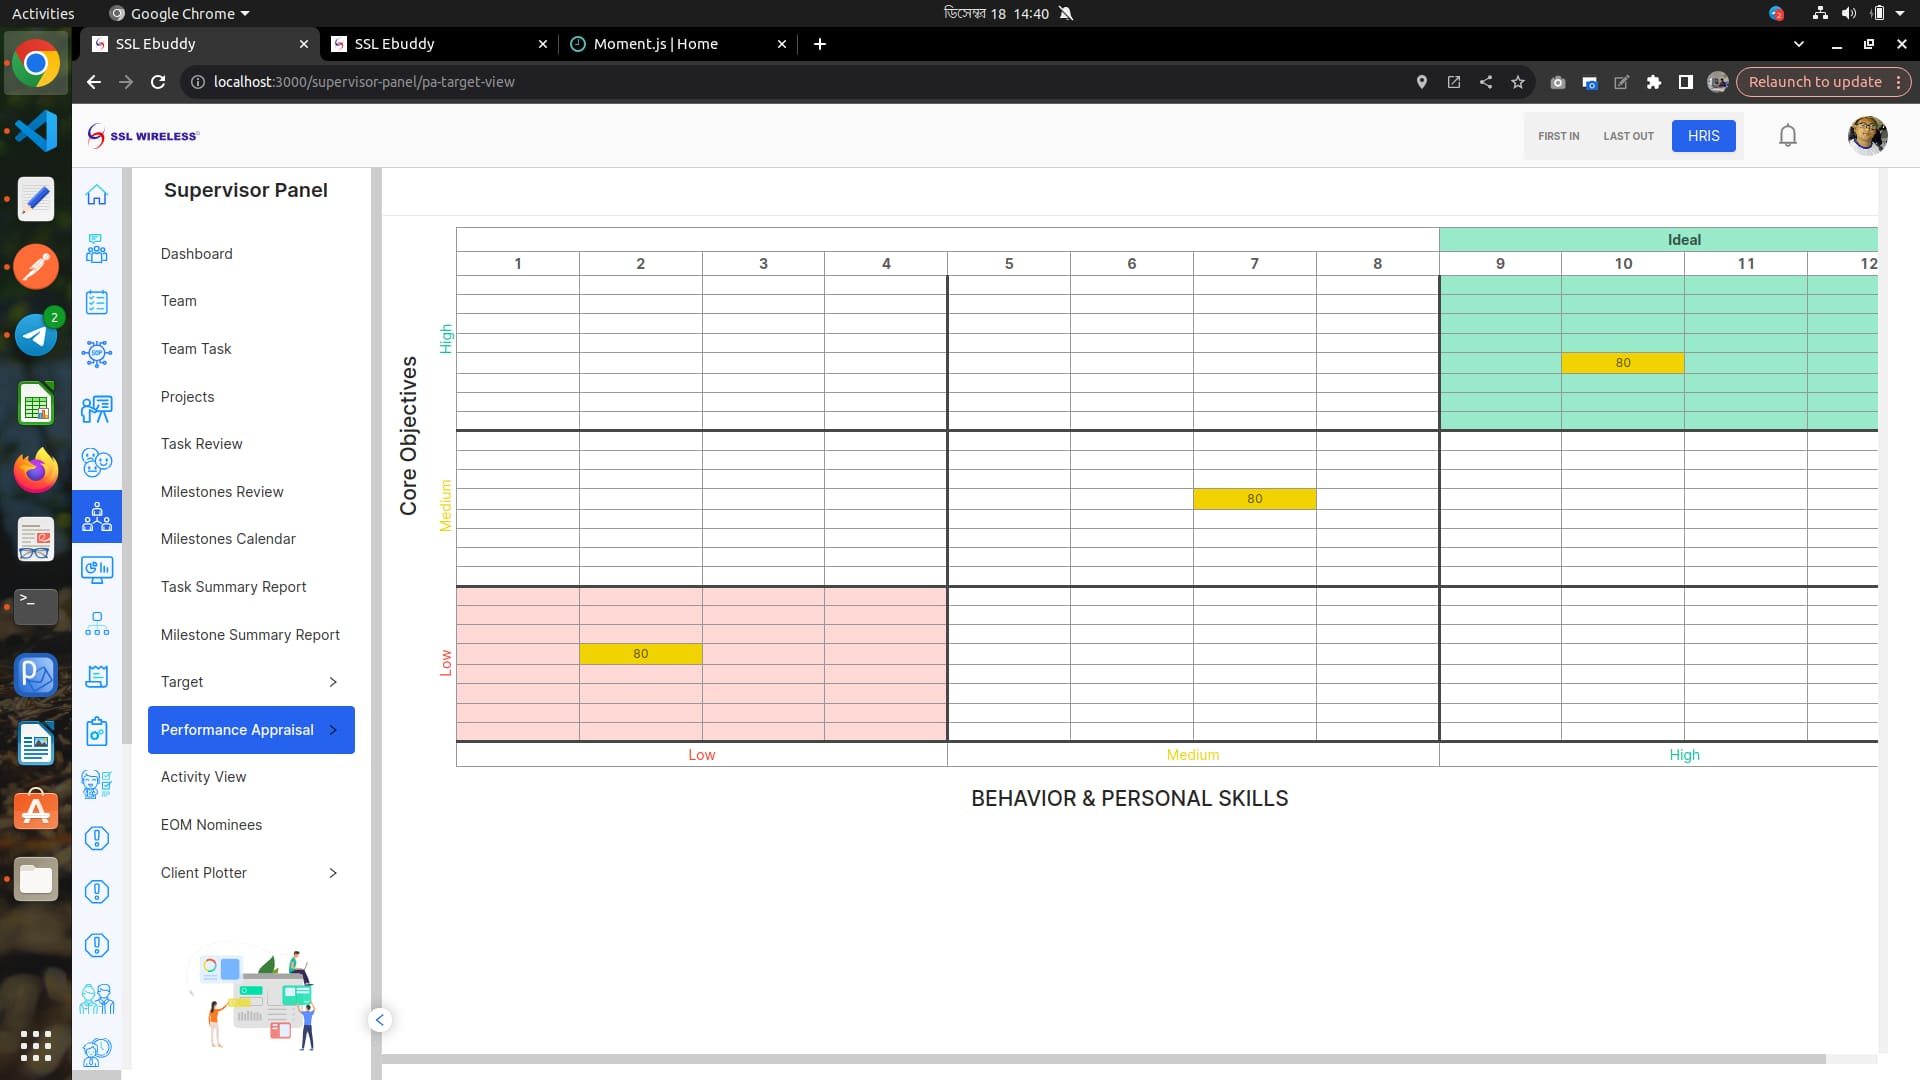 Activities
Google Chrome
ডিসেম্বর 18 14:40
2
SSL Ebuddy
SSL Ebuddy
Moment.js | Home
localhost:3000/supervisor-panel/pa-target-view
Relaunch to update
SSL WIRELESS
FIRST IN
LAST OUT
HRIS
2
Supervisor Panel
Dashboard
Team
Team Task
Projects
Task Review
Milestones Review
Milestones Calendar
Task Summary Report
Milestone Summary Report
Target
Performance Appraisal
Activity View
EOM Nominees
Client Plotter
SOP
Ideal
1 2 3 4 5 6 7 8 9 10 11 12
Core Objectives
High
80
Medium
80
Low
80
Low Medium High
BEHAVIOR & PERSONAL SKILLS